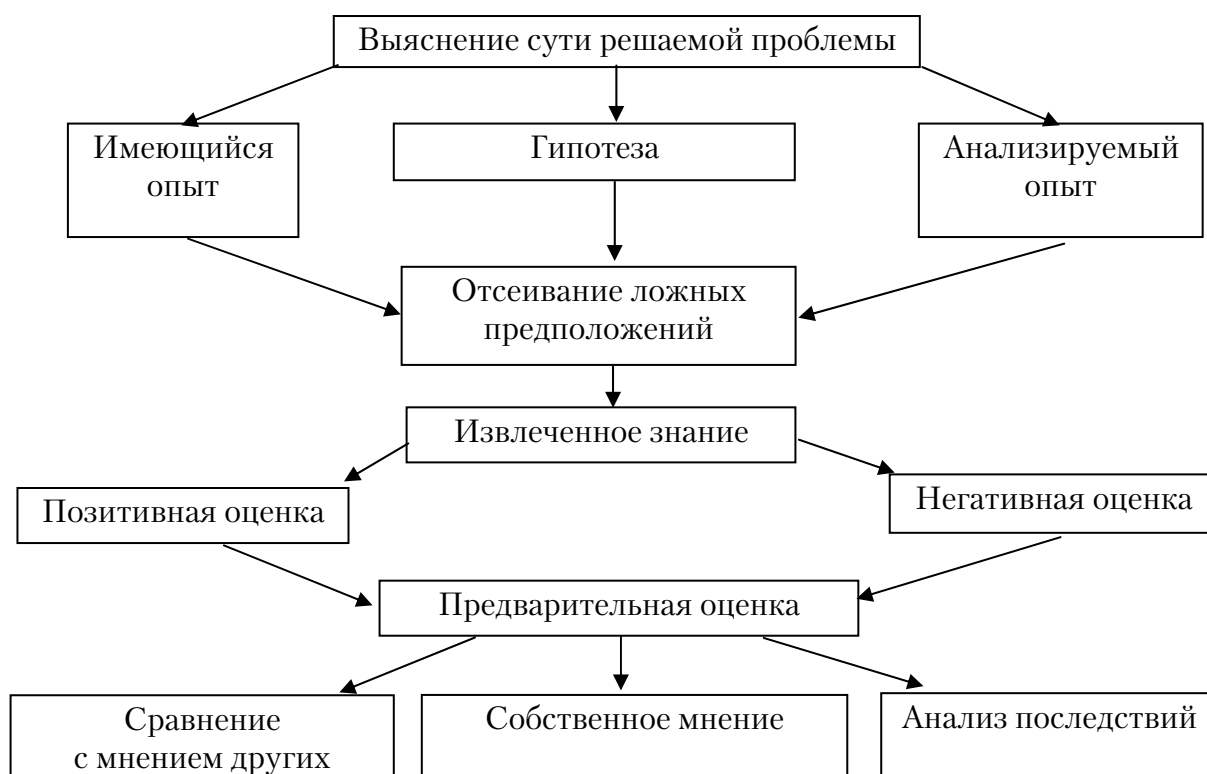 Выяснение сути решаемой проблемы
Имеющийся
опыт
Гипотеза
Анализируемый
опыт
Отсеивание ложных
предположений
Извлеченное знание
Позитивная оценка
Негативная оценка
Предварительная оценка
Сравнение
с мнением других
Собственное мнение
Анализ последствий